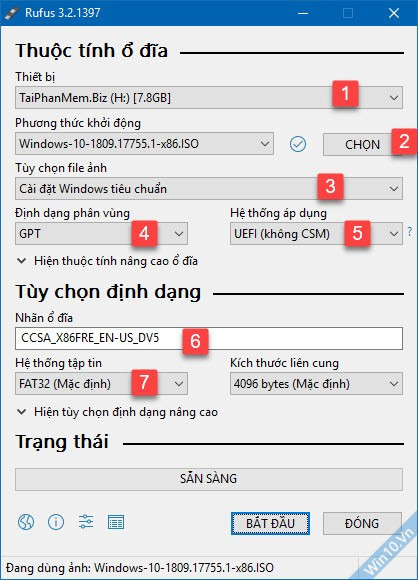 Rufus 3.2.1397
Thuộc tính ổ đĩa
Thiết bị
TaiPhanMem.Biz (H:) [7.8GB]
1
Phương thức khởi động
Windows-10-1809.17755.1-x86.ISO
CHỌN
2
Tùy chọn file ảnh
Cài đặt Windows tiêu chuẩn
3
Định dạng phân vùng
Hệ thống áp dụng
GPT
4
UEFI (không CSM)
5
?
Hiện thuộc tính nâng cao ổ đĩa
Tùy chọn định dạng
Nhãn ổ đĩa
CCSA_X86FRE_EN-US_DV5
6
Hệ thống tập tin
Kích thước liên cung
FAT32 (Mặc định)
7
4096 bytes (Mặc định)
Hiện tùy chọn định dạng nâng cao
Trạng thái
SẴN SÀNG
BẮT ĐẦU
ĐÓNG
Đang dùng ảnh: Windows-10-1809.17755.1-x86.ISO
Win10.Vn